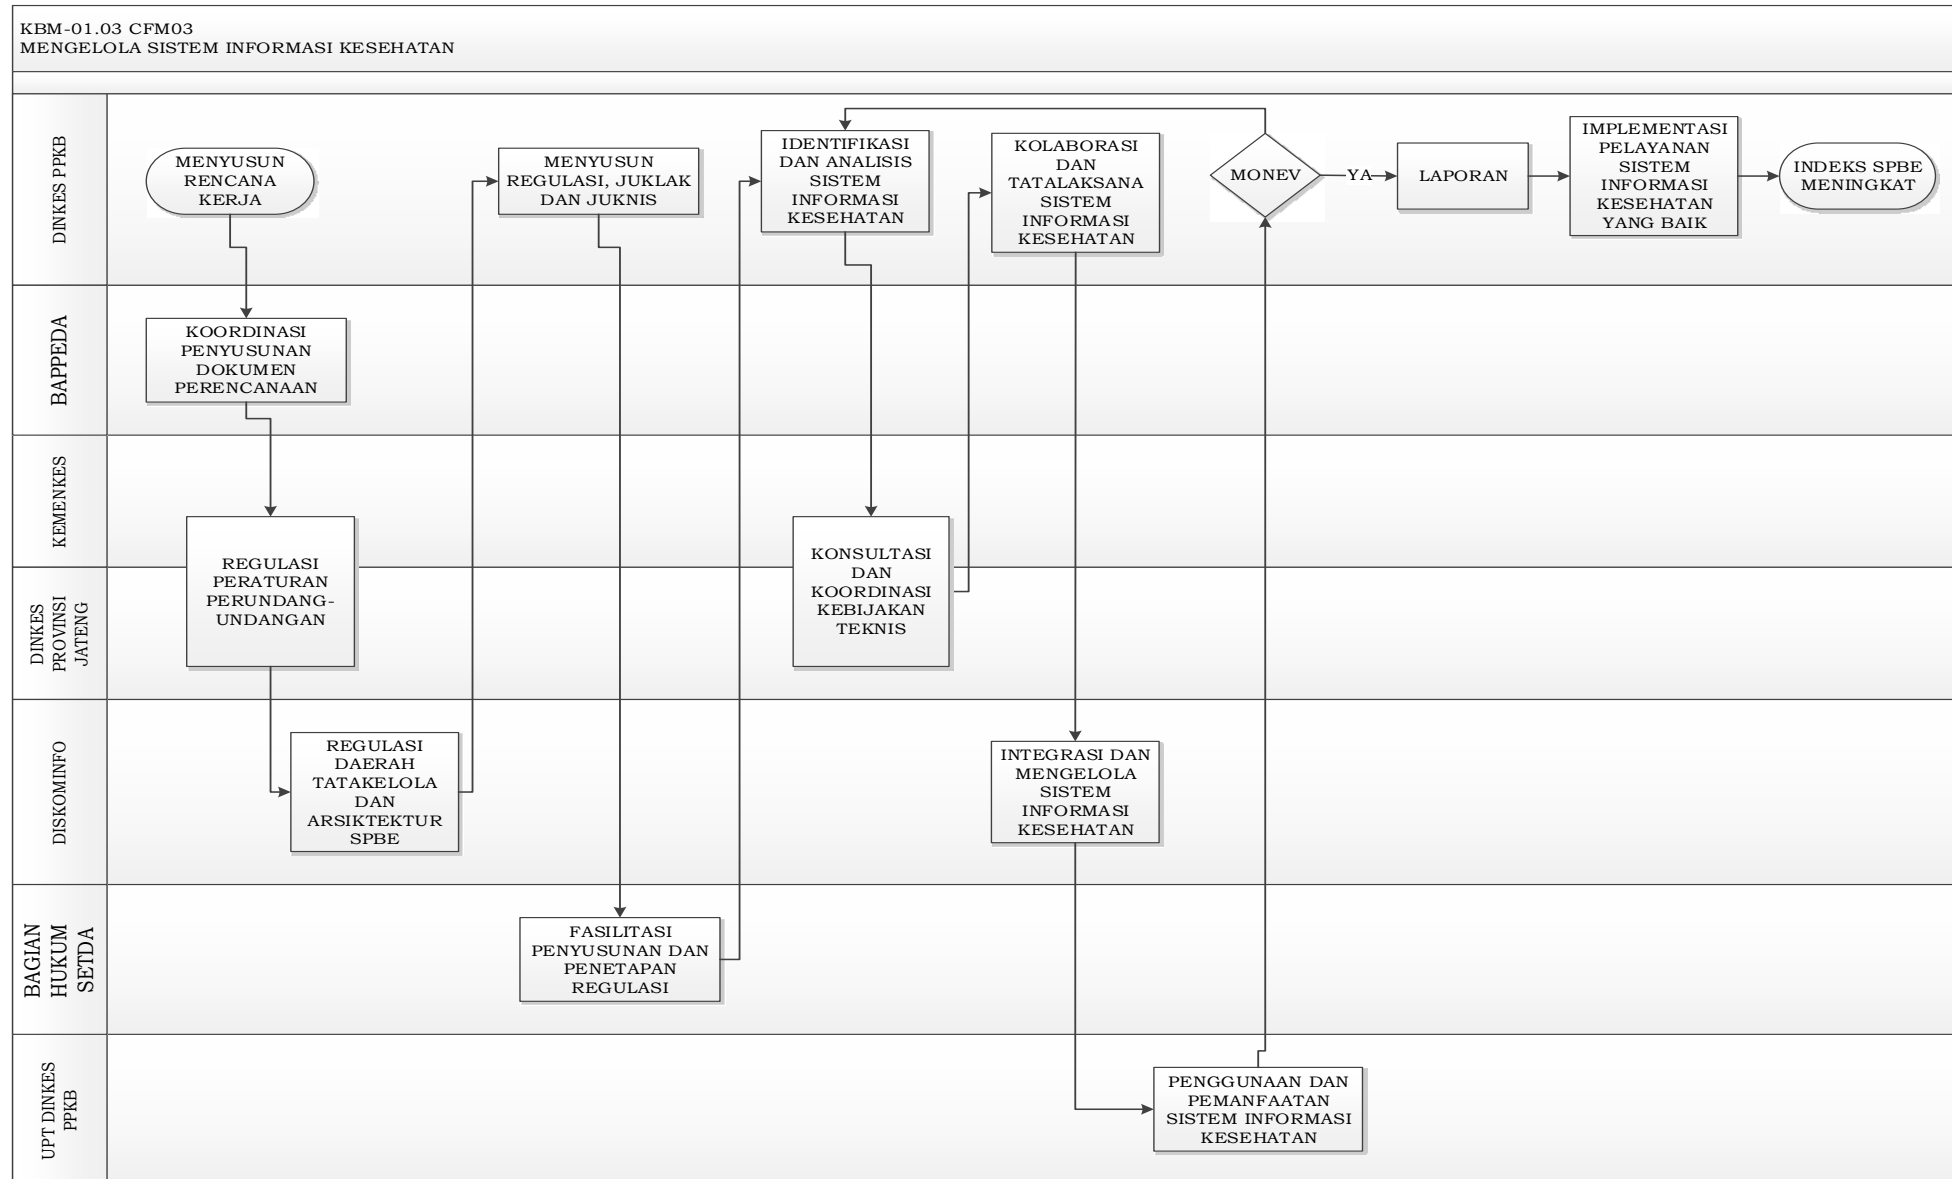 KBM-01.03 CFM03
MENGELOLA SISTEM INFORMASI KESEHATAN
DINKES PPKB
MENYUSUN
RENCANA
KERJA
MENYUSUN
REGULASI, JUKLAK
DAN JUKNIS
IDENTIFIKASI
DAN ANALISIS
SISTEM
INFORMASI
KESEHATAN
KOLABORASI
DAN
TATALAKSANA
SISTEM
INFORMASI
KESEHATAN
MONEV
YA
LAPORAN
IMPLEMENTASI
PELAYANAN
SISTEM
INFORMASI
KESEHATAN
YANG BAIK
INDEKS SPBE
MENINGKAT
BAPPEDA
KOORDINASI
PENYUSUNAN
DOKUMEN
PERENCANAAN
KEMENKES
DINKES
PROVINSI
JATENG
REGULASI
PERATURAN
PERUNDANG-
UNDANGAN
KONSULTASI
DAN
KOORDINASI
KEBIJAKAN
TEKNIS
DISKOMINFO
REGULASI
DAERAH
TATAKELOLA
DAN
ARSIKTEKTUR
SPBE
INTEGRASI DAN
MENGELOLA
SISTEM
INFORMASI
KESEHATAN
BAGIAN
HUKUM
SETDA
FASILITASI
PENYUSUNAN DAN
PENETAPAN
REGULASI
UPT DINKES
PPKB
PENGGUNAAN DAN
PEMANFAATAN
SISTEM INFORMASI
KESEHATAN